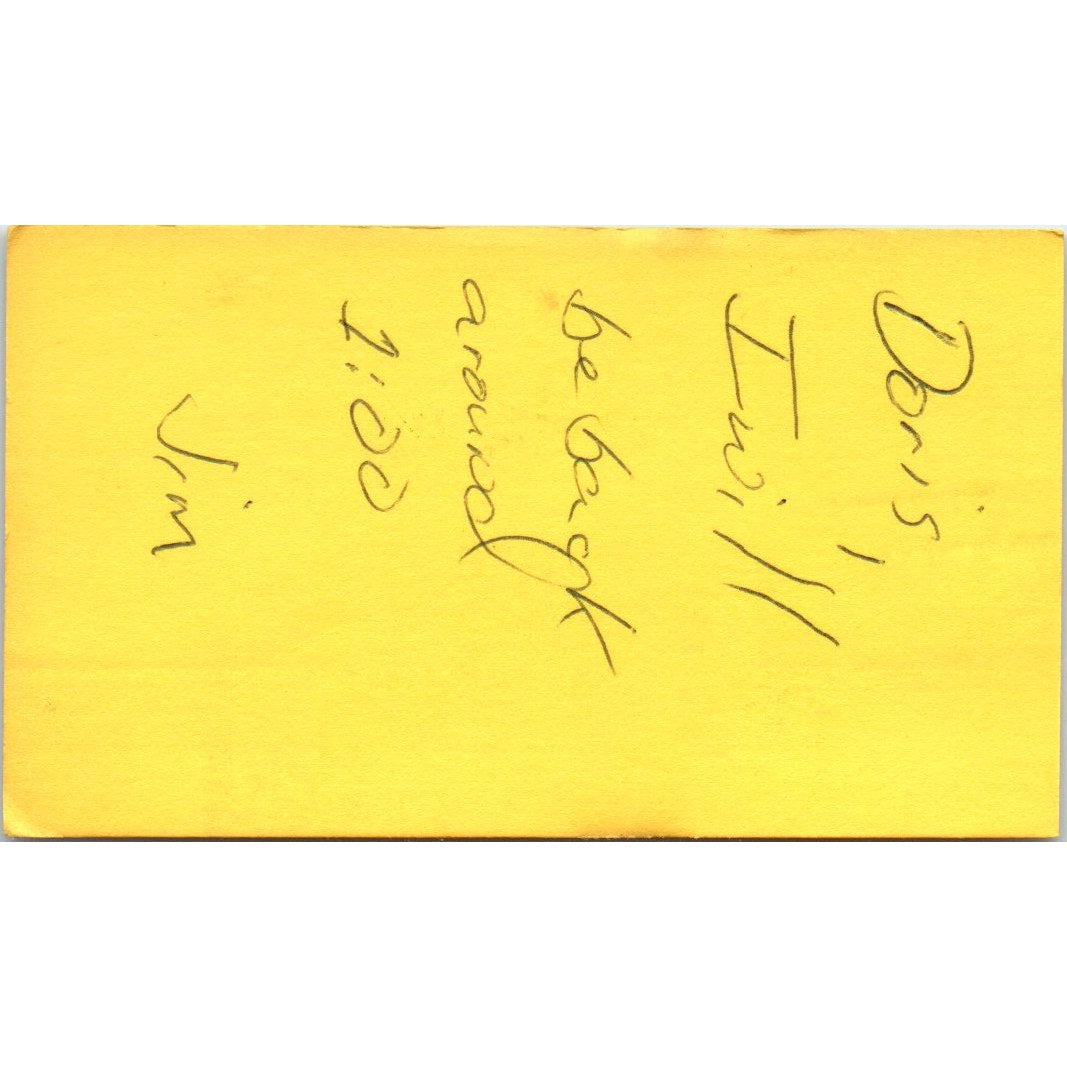 Doris,
I will
be back
around
1:00
Jim